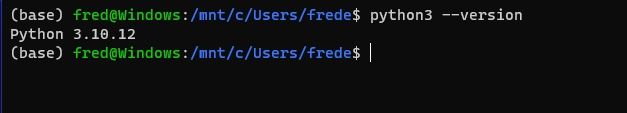 (base) fred@Windows:/mnt/c/Users/frede$ python3 --version
Python 3.10.12
(base) fred@Windows:/mnt/c/Users/frede$